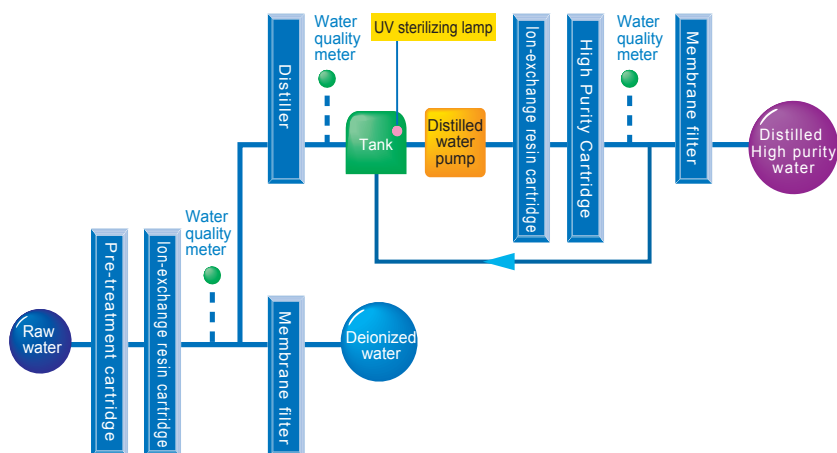 Water
quality
meter
UV sterilizing lamp
Distiller
Tank
Distilled
water
pump
Ion-exchange resin cartridge
High Purity Cartridge
Water
quality
meter
Membrane filter
Distilled
High purity
water
Water
quality
meter
Raw
water
Pre-treatment cartridge
Ion-exchange resin cartridge
Membrane filter
Deionized
water